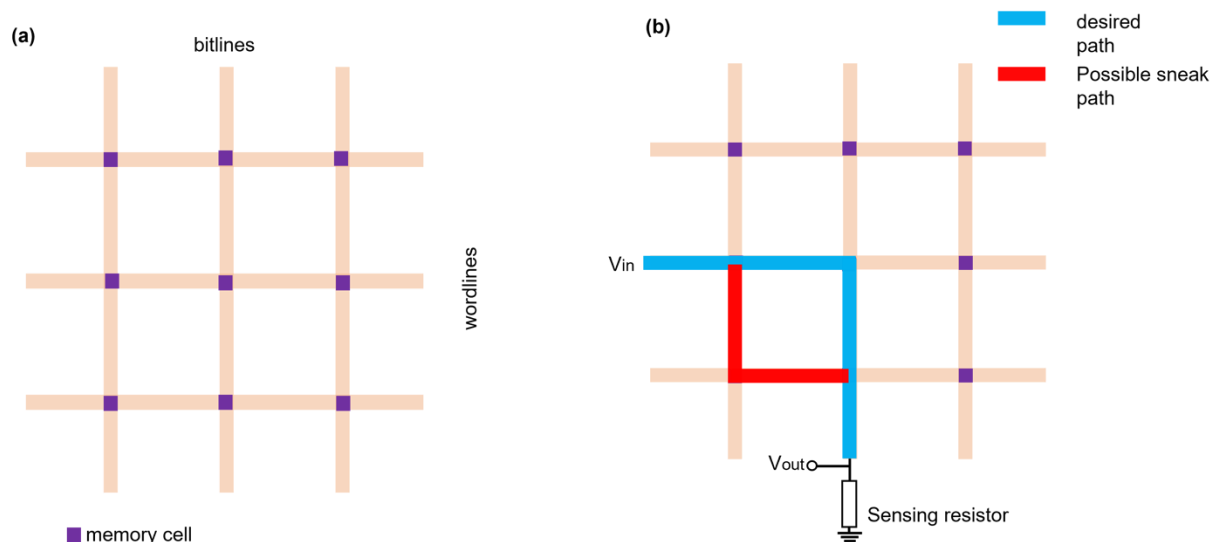 (a)
bitlines
wordlines
memory cell
(b)
desired
path
Possible sneak
path
Vin
Vout
Sensing resistor